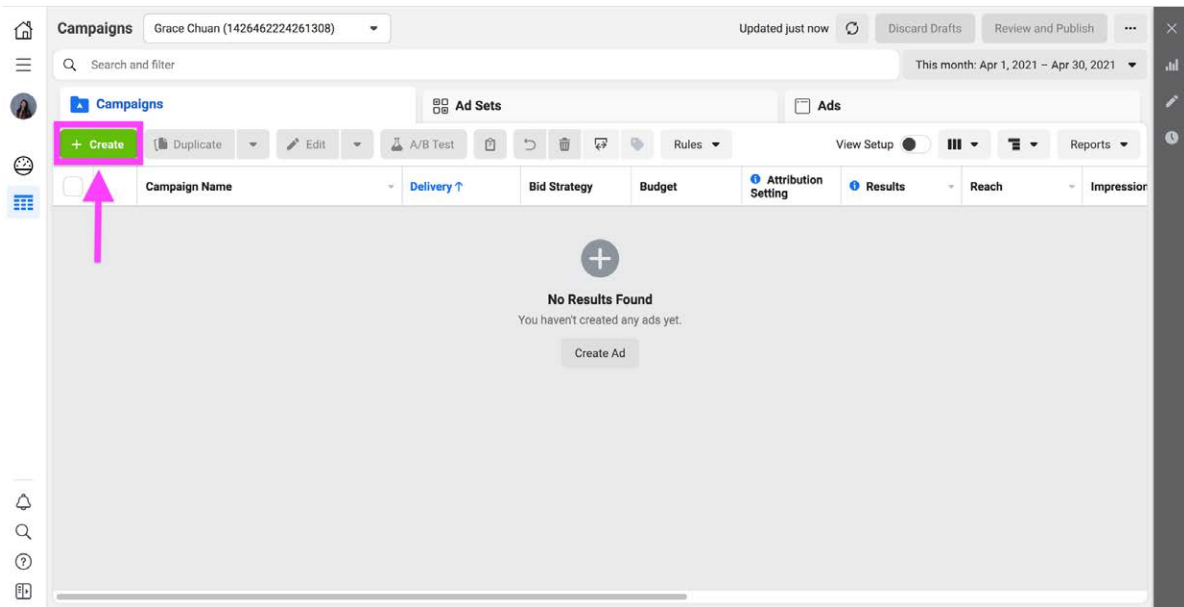 Campaigns
Grace Chuan (1426462224261308)
Updated just now
Discard Drafts
Review and Publish
Search and filter
This month: Apr 1, 2021 – Apr 30, 2021
Campaigns
Ad Sets
Ads
+ Create
Duplicate
Edit
A/B Test
Rules
View Setup
Reports
Campaign Name
Delivery ↑
Bid Strategy
Budget
Attribution
Setting
Results
Reach
Impression
No Results Found
You haven't created any ads yet.
Create Ad